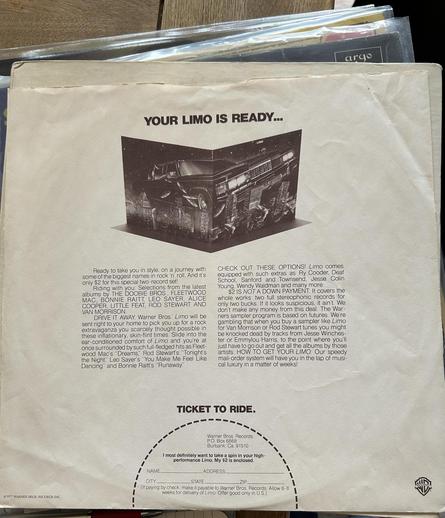 argo
YOUR LIMO IS READY...
Ready to take you in style, on a journey with
some of the biggest names in rock 'n' roll. And it's
only $2 for this special two record set!
Riding with you: Selections from the latest
albums by THE DOOBIE BROS., FLEETWOOD
MAC, BONNIE RAITT, LEO SAYER, ALICE
COOPER, LITTLE FEAT, ROD STEWART AND
VAN MORRISON.
DRIVE IT AWAY. Warner Bros. Limo will be
sent right to your home to pick you up for a rock
extravaganza you scarcely thought possible in
these inflationary, skin-flint times. Slide into the
ear-conditioned comfort of Limo and you're at
once surrounded by such full-fledged hits as Fleet-
wood Mac's "Dreams," Rod Stewart's "Tonight's
the Night," Leo Sayer's "You Make Me Feel Like
Dancing" and Bonnie Raitt's "Runaway."
CHECK OUT THESE OPTIONS! Limo comes
equipped with such extras as Ry Cooder, Deaf
School, Sanford and Townsend, Jesse Colin
Young, Wendy Waldman and many more.
$2 IS NOT A DOWN PAYMENT. It covers the
whole works: two full stereophonic records for
only two bucks. If it looks suspicious, it ain't. We
don't make any money from this deal. The War-
ners sampler program is based on futures. We're
gambling that when you buy a sampler like Limo
for Van Morrison or Rod Stewart tunes you might
be knocked dead by tracks from Jesse Winches-
ter or Emmylou Harris, to the point where you'll
just have to go out and get all the albums by those
artists. HOW TO GET YOUR LIMO. Our speedy
mail-order system will have you in the lap of musi-
cal luxury in a matter of weeks!
TICKET TO RIDE.
Warner Bros. Records
P.O. Box 6868
Burbank, Ca. 91510
I most definitely want to take a spin in your high-
performance Limo. My $2 is enclosed.
NAME ADDRESS
CITY STATE ZIP
(If paying by check, make it payable to Warner Bros. Records. Allow 6-8
weeks for delivery of Limo. Offer good only in U.S.)
© 1977 WARNER BROS. RECORDS INC.